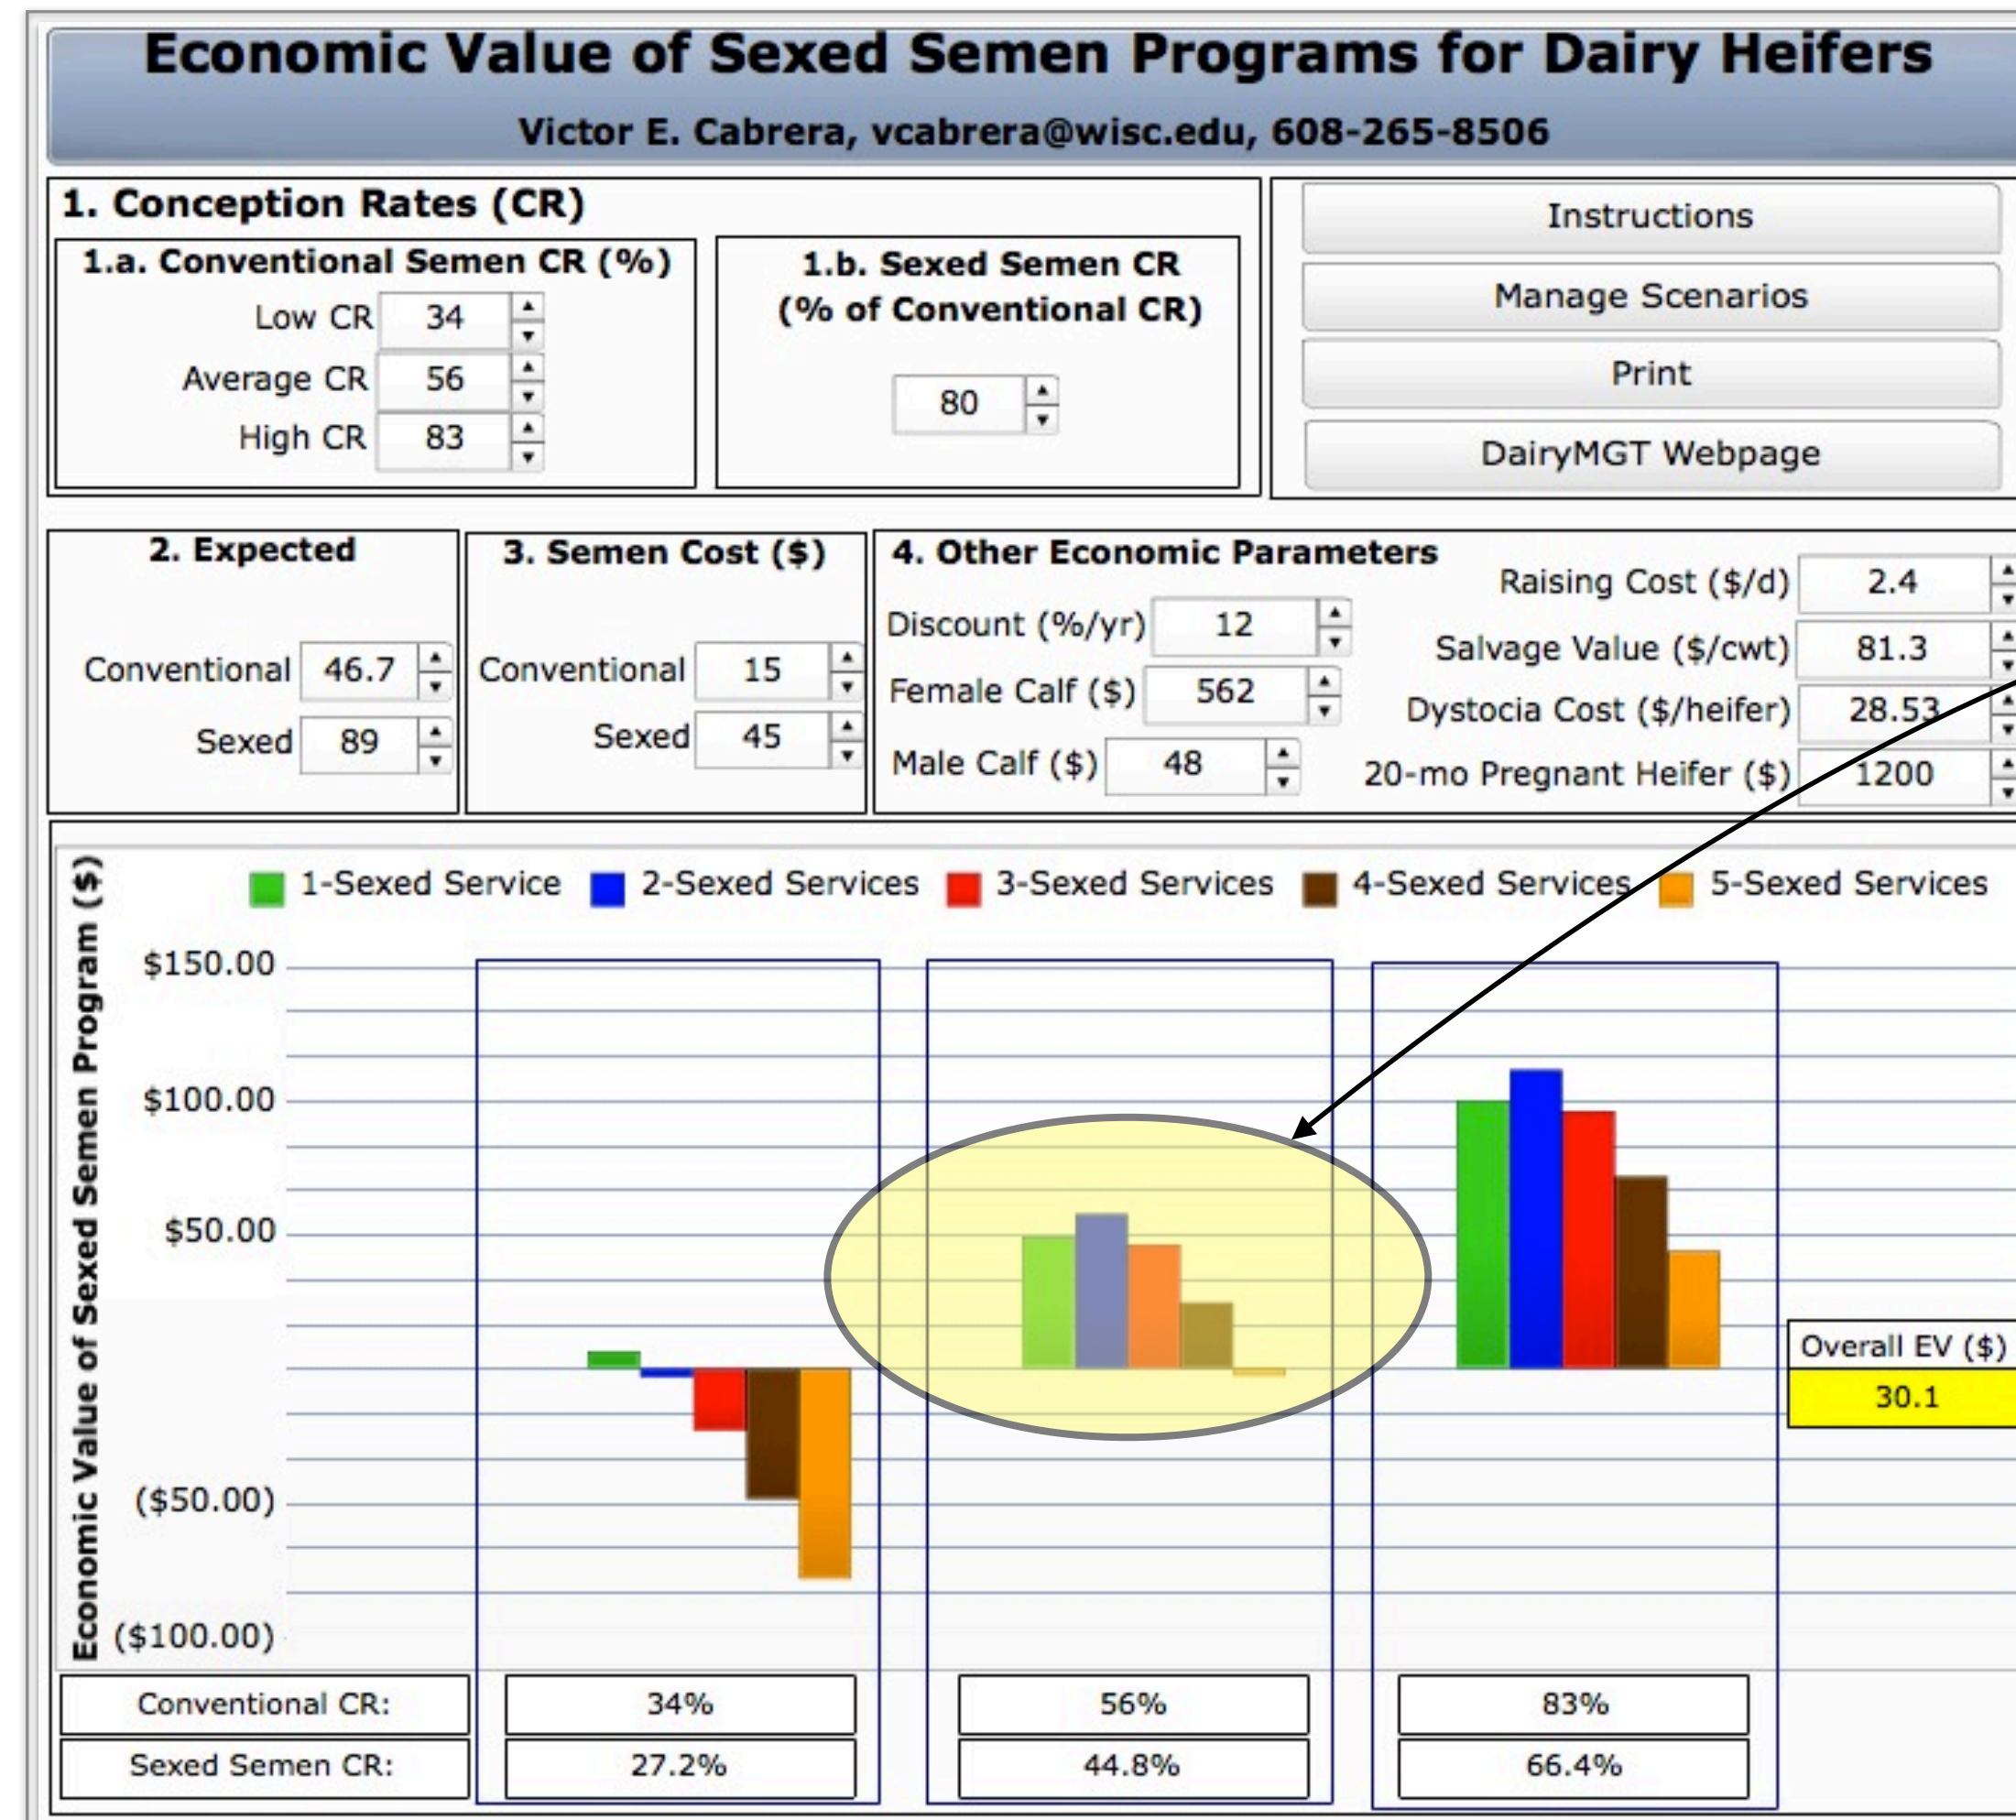 Economic Value of Sexed Semen Programs for Dairy Heifers
Victor E. Cabrera, vcabrera@wisc.edu, 608-265-8506
1. Conception Rates (CR)
1.a. Conventional Semen CR (%)
Low CR 34
Average CR 56
High CR 83
1.b. Sexed Semen CR
(% of Conventional CR)
80
Instructions
Manage Scenarios
Print
DairyMGT Webpage
2. Expected
Conventional 46.7
Sexed 89
3. Semen Cost ($)
Conventional 15
Sexed 45
4. Other Economic Parameters
Discount (%/yr) 12
Female Calf ($) 562
Male Calf ($) 48
Raising Cost ($/d) 2.4
Salvage Value ($/cwt) 81.3
Dystocia Cost ($/heifer) 28.53
20-mo Pregnant Heifer ($) 1200
Economic Value of Sexed Semen Program ($)
1-Sexed Service 2-Sexed Services 3-Sexed Services 4-Sexed Services 5-Sexed Services
$150.00
$100.00
$50.00
($50.00)
($100.00)
Overall EV ($)
30.1
Conventional CR: 34% 56% 83%
Sexed Semen CR: 27.2% 44.8% 66.4%